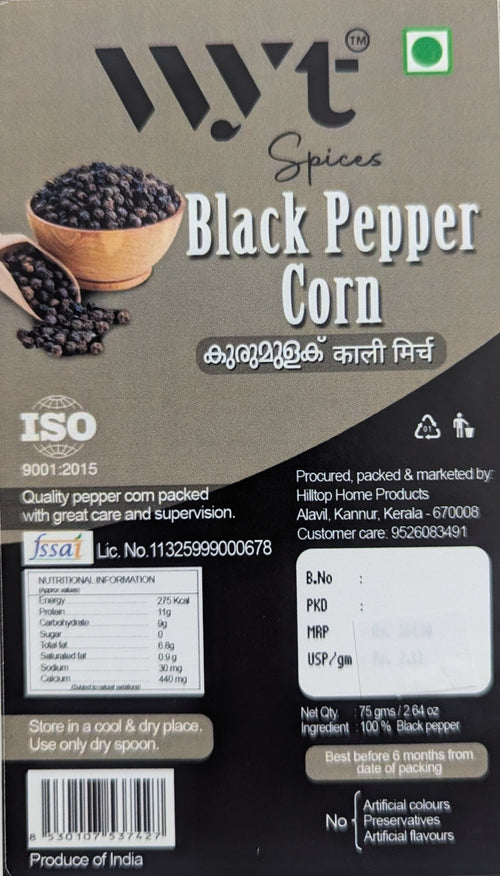 wyt TM
Spices
Black Pepper
Corn
കുരുമുളക് काली मिर्च
ISO
9001:2015
Quality pepper corn packed
with great care and supervision.
fssai Lic. No.11325999000678
NUTRITIONAL INFORMATION
(Approx values)
Energy 275 Kcal
Protein 11g
Carbohydrate 9g
Sugar 0
Total fat 6.8g
Saturated fat 0.9 g
Sodium 30 mg
Calcium 440 mg
(Subject to natural variations)
Store in a cool & dry place.
Use only dry spoon.
8 530107 537427
Produce of India
01
Procured, packed & marketed by:
Hilltop Home Products
Alavil, Kannur, Kerala - 670008
Customer care: 9526083491
B.No :
PKD :
MRP
USP/gm
Net Qty. : 75 gms / 2.64 oz
Ingredient : 100 % Black pepper
Best before 6 months from
date of packing
No
Artificial colours
Preservatives
Artificial flavours